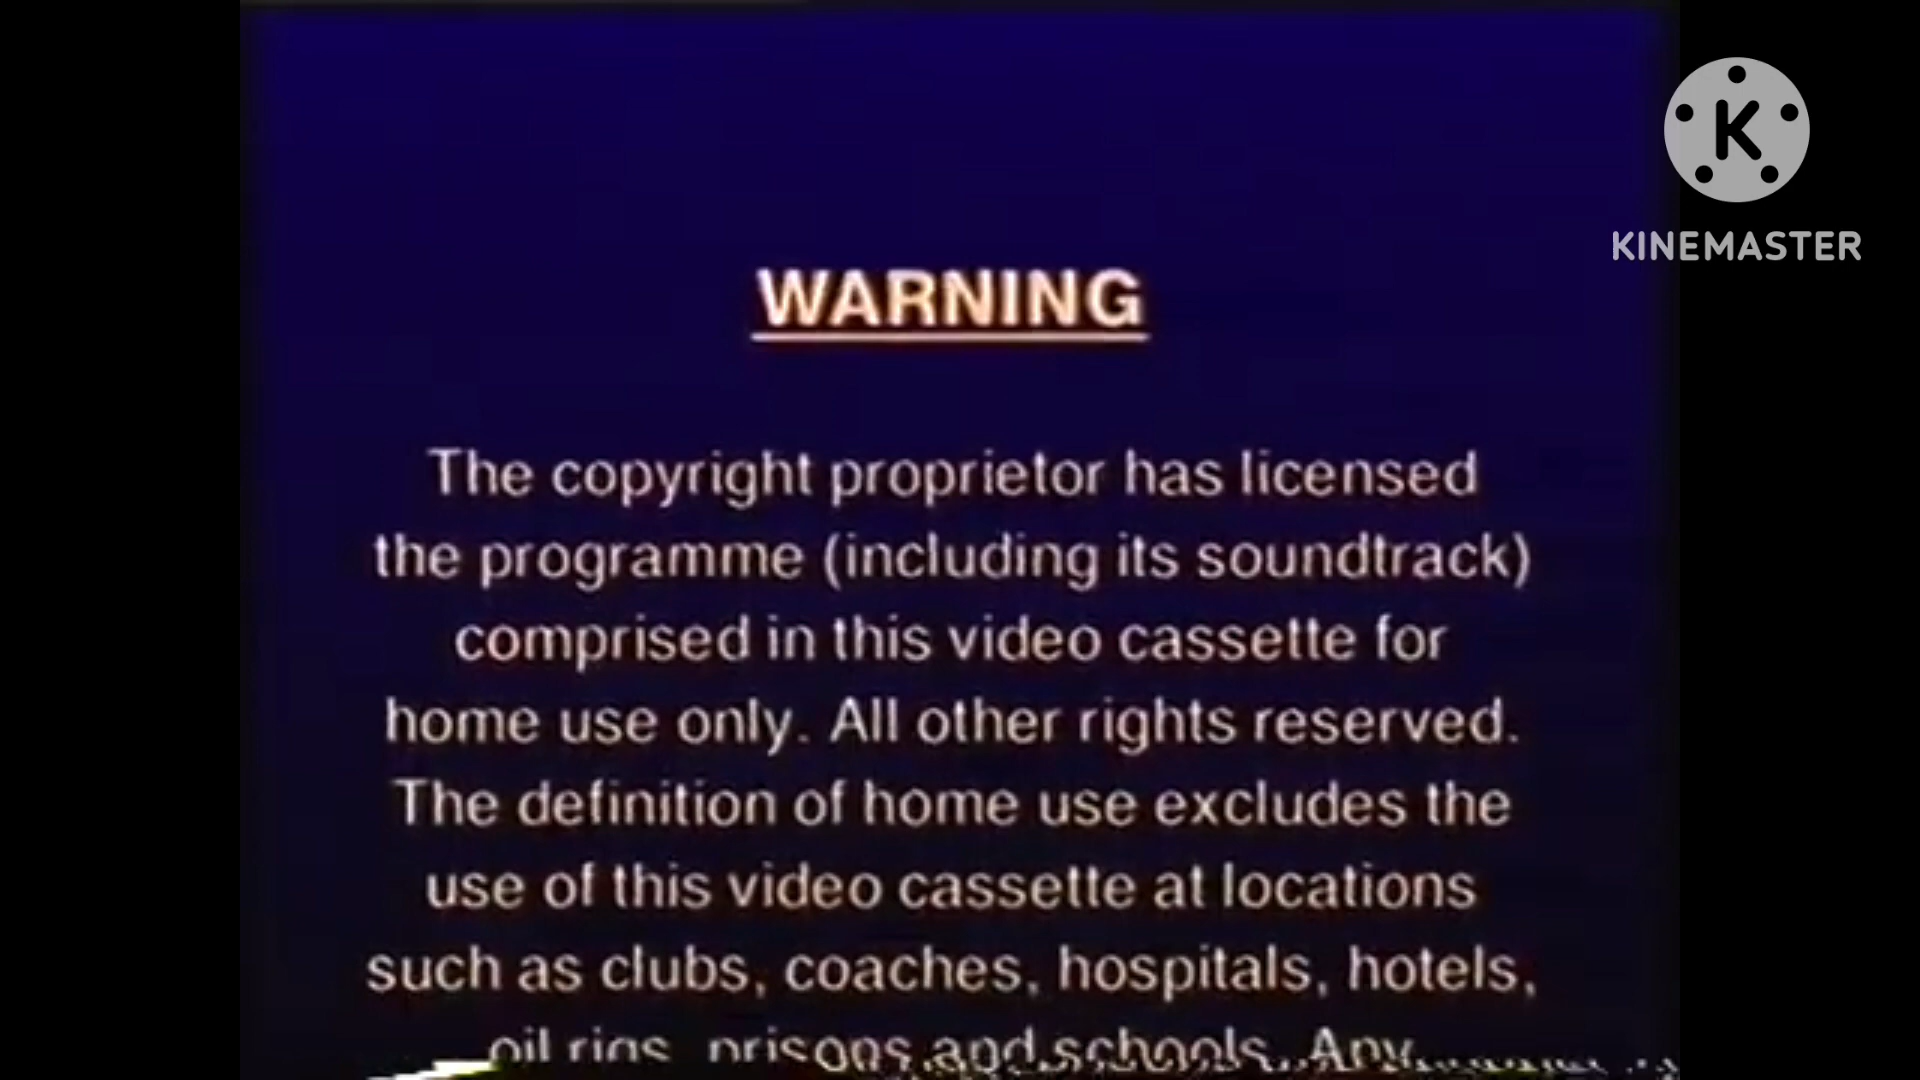 K
KINEMASTER
WARNING
The copyright proprietor has licensed
the programme (including its soundtrack)
comprised in this video cassette for
home use only. All other rights reserved.
The definition of home use excludes the
use of this video cassette at locations
such as clubs, coaches, hospitals, hotels,
oil rigs, prisons and schools. Any